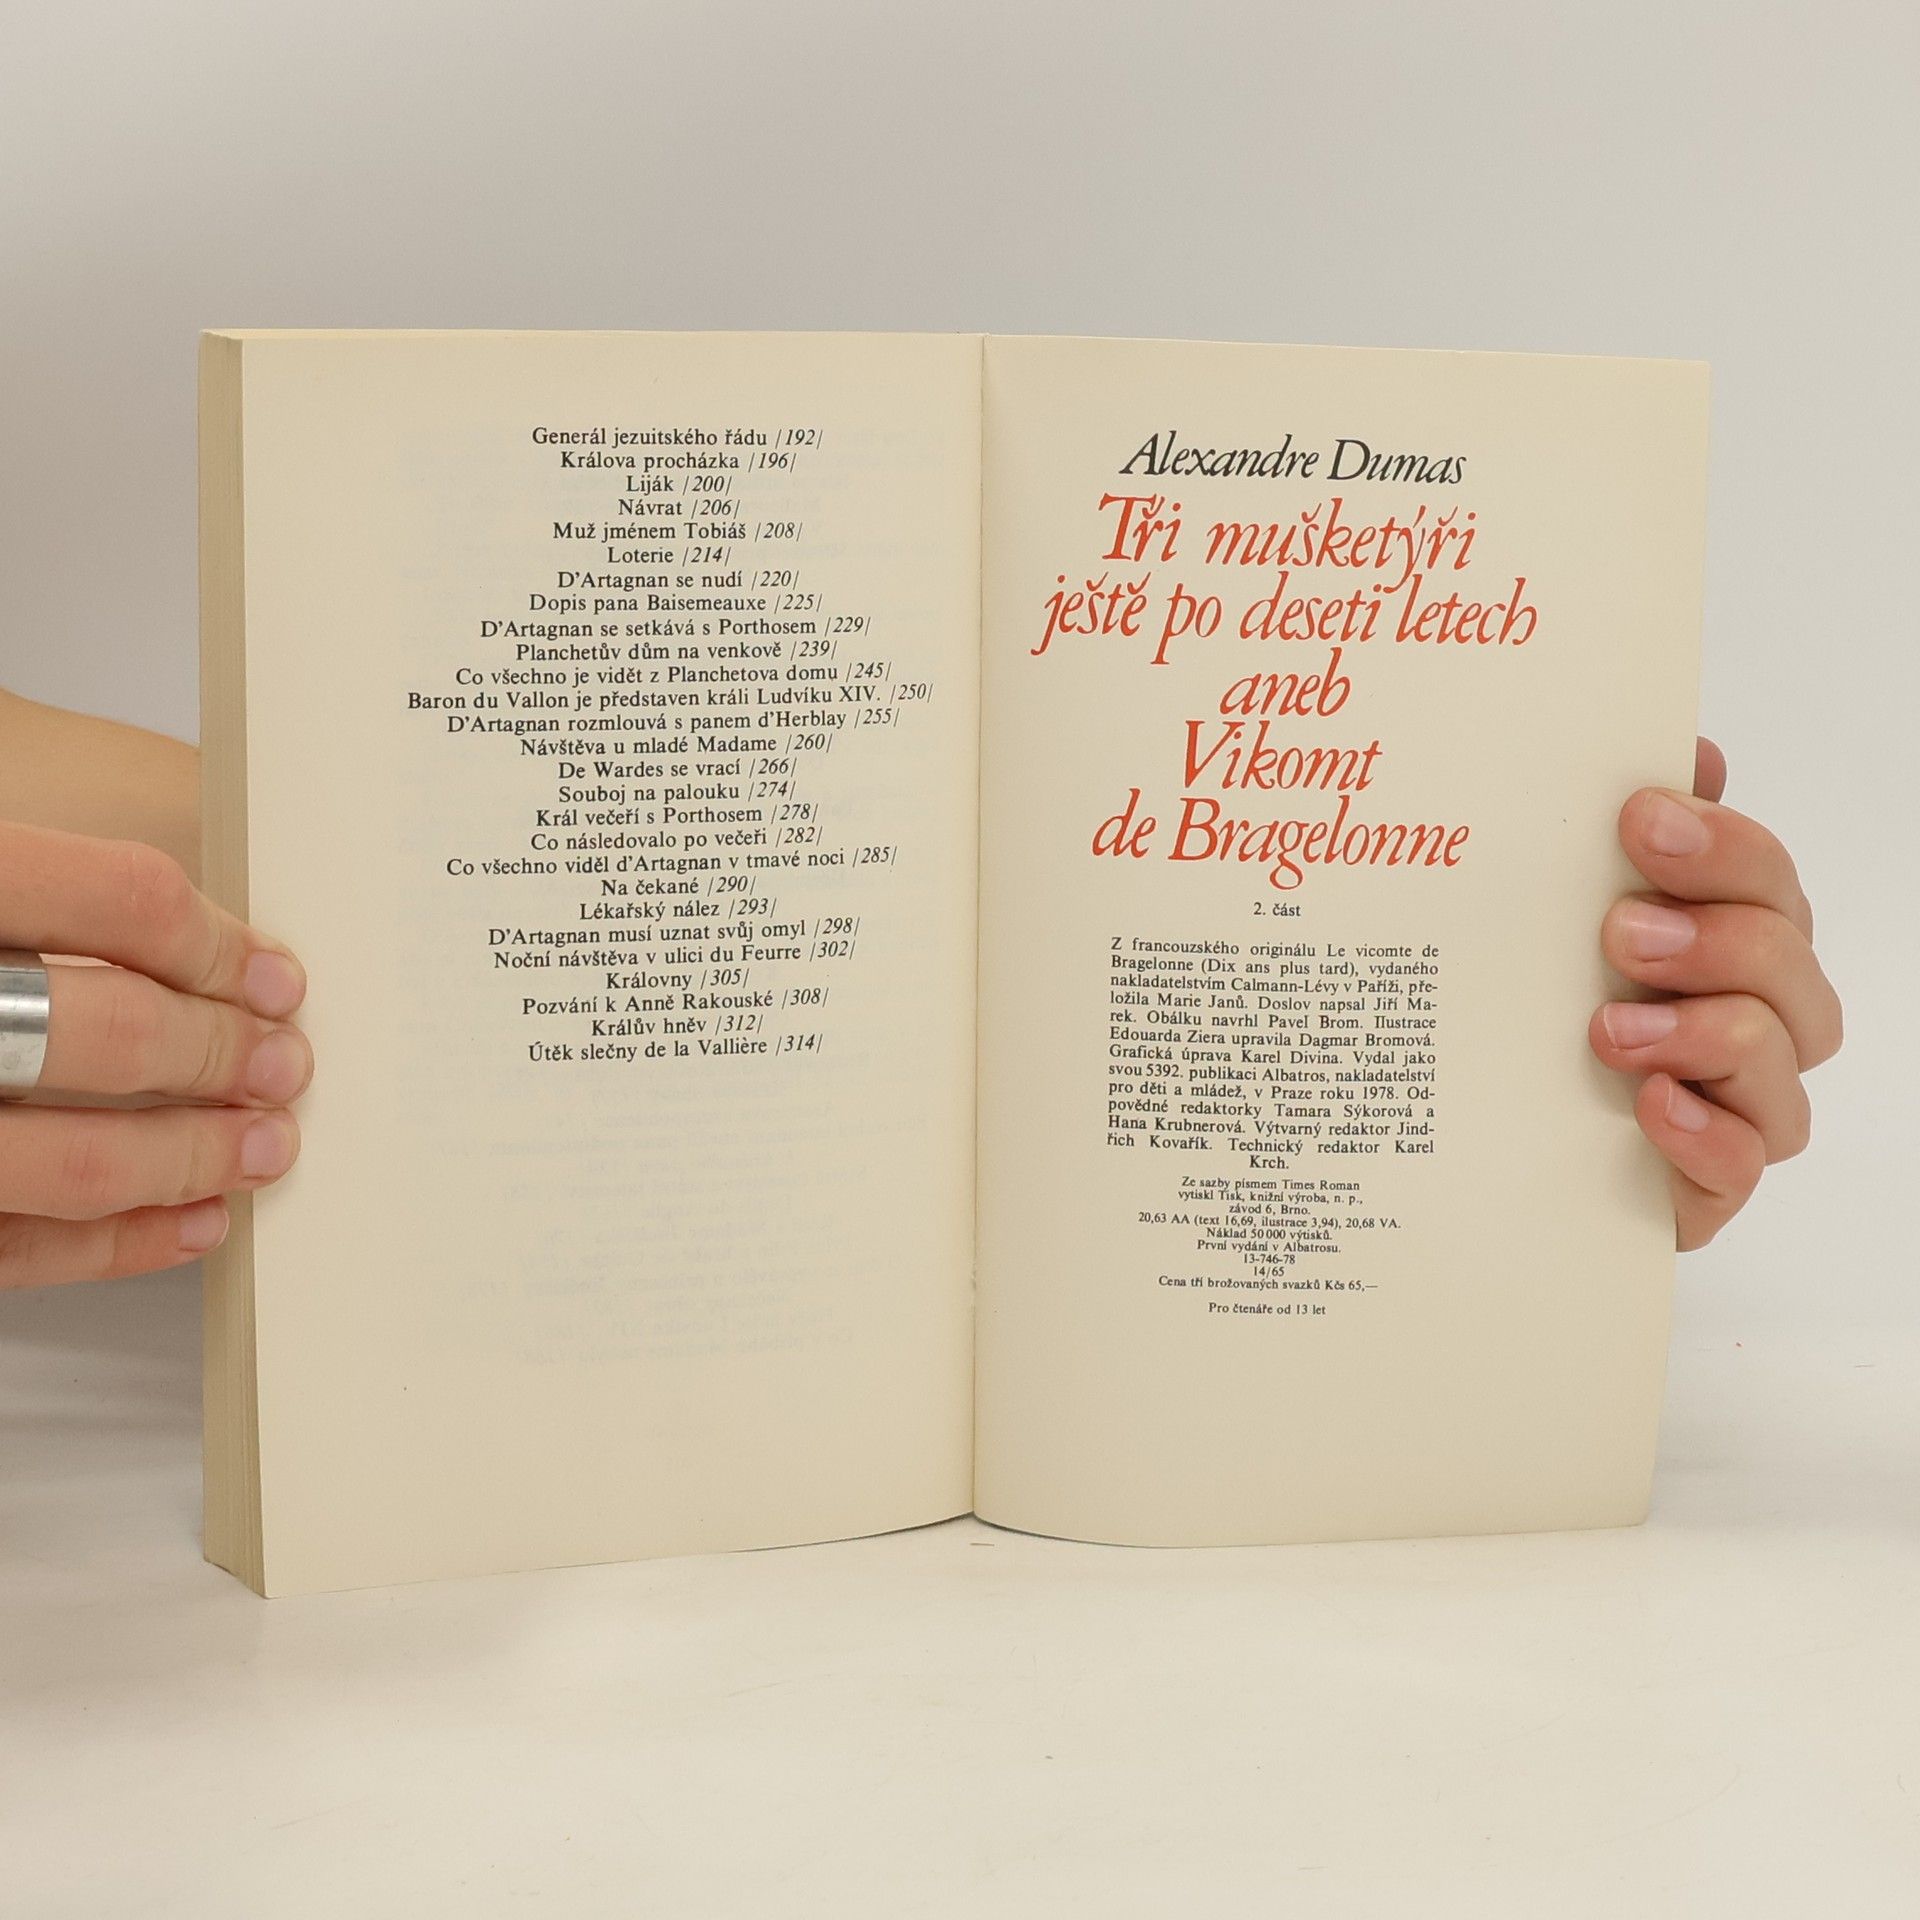 Generál jezuitského řádu /192/
Králova procházka /196/
Liják /200/
Návrat /206/
Muž jménem Tobiáš /208/
Loterie /214/
D'Artagnan se nudí /220/
Dopis pana Baisemeauxe /225/
D'Artagnan se setkává s Porthosem /229/
Planchetův dům na venkově /239/
Co všechno je vidět z Planchetova domu /245/
Baron du Vallon je představen králi Ludvíku XIV. /250/
D'Artagnan rozmlouvá s panem d'Herblay /255/
Návštěva u mladé Madame /260/
De Wardes se vrací /266/
Souboj na palouku /274/
Král večeří s Porthosem /278/
Co následovalo po večeři /282/
Co všechno viděl d'Artagnan v tmavé noci /285/
Na čekané /290/
Lékařský nález /293/
D'Artagnan musí uznat svůj omyl /298/
Noční návštěva v ulici du Feurre /302/
Královny /305/
Pozvání k Anně Rakouské /308/
Králův hněv /312/
Útěk slečny de la Vallière /314/
Alexandre Dumas
Tři mušketýři
ještě po deseti letech
aneb
Vikomt
de Bragelonne
2. část
Z francouzského originálu Le vicomte de
Bragelonne (Dix ans plus tard), vydaného
nakladatelstvím Calmann-Lévy v Paříži, pře-
ložila Marie Janů. Doslov napsal Jiří Ma-
rek. Obálku navrhl Pavel Brom. Ilustrace
Edouarda Ziera upravila Dagmar Bromová.
Grafická úprava Karel Divina. Vydal jako
svou 5392. publikaci Albatros, nakladatelství
pro děti a mládež, v Praze roku 1978. Od-
povědné redaktorky Tamara Sýkorová a
Hana Krubnerová. Výtvarný redaktor Jind-
řich Kovařík. Technický redaktor Karel
Krch.
Ze sazby písmem Times Roman
vytiskl Tisk, knižní výroba, n. p.,
závod 6, Brno.
20,63 AA (text 16,69, ilustrace 3,94), 20,68 VA.
Náklad 50 000 výtisků.
První vydání v Albatrosu.
13-746-78
14/65
Cena tří brožovaných svazků Kčs 65,—
Pro čtenáře od 13 let